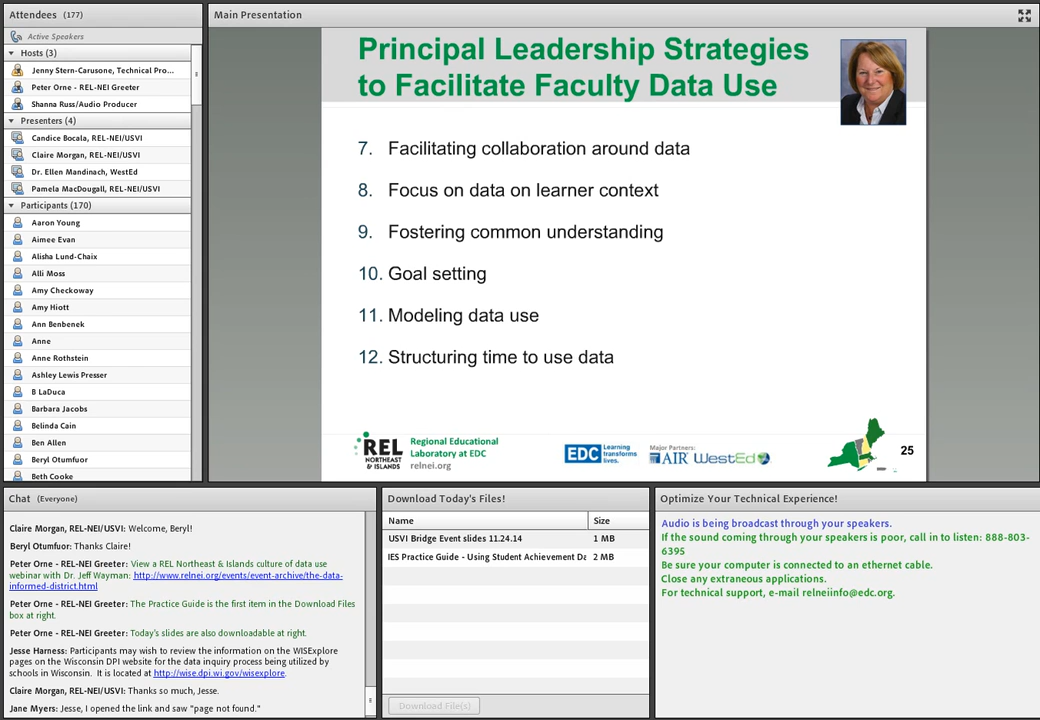 Attendees (177)
Active Speakers
Hosts (3)
Jenny Stern-Carusone, Technical Pro...
Peter Orne - REL-NEI Greeter
Shanna Russ/Audio Producer
Presenters (4)
Candice Bocala, REL-NEI/USVI
Claire Morgan, REL-NEI/USVI
Dr. Ellen Mandinach, WestEd
Pamela MacDougall, REL-NEI/USVI
Participants (170)
Aaron Young
Aimee Evan
Alisha Lund-Chaix
Alli Moss
Amy Checkoway
Amy Hiott
Ann Benbenek
Anne
Anne Rothstein
Ashley Lewis Presser
B LaDuca
Barbara Jacobs
Belinda Cain
Ben Allen
Beryl Otumfuor
Beth Cooke
Main Presentation
Principal Leadership Strategies
to Facilitate Faculty Data Use
7. Facilitating collaboration around data
8. Focus on data on learner context
9. Fostering common understanding
10. Goal setting
11. Modeling data use
12. Structuring time to use data
REL
NORTHEAST
& ISLANDS
Regional Educational
Laboratory at EDC
relnei.org
EDC Learning
transforms
lives.
Major Partners:
AIR WestEd
25
Chat (Everyone)
Claire Morgan, REL-NEI/USVI: Welcome, Beryl!
Beryl Otumfuor: Thanks Claire!
Peter Orne - REL-NEI Greeter: View a REL Northeast & Islands culture of data use
webinar with Dr. Jeff Wayman: http://www.relnei.org/events/event-archive/the-data-
informed-district.html
Peter Orne - REL-NEI Greeter: The Practice Guide is the first item in the Download Files
box at right.
Peter Orne - REL-NEI Greeter: Today's slides are also downloadable at right.
Jesse Harness: Participants may wish to review the information on the WISExplore
pages on the Wisconsin DPI website for the data inquiry process being utilized by
schools in Wisconsin. It is located at http://wise.dpi.wi.gov/wisexplore.
Claire Morgan, REL-NEI/USVI: Thanks so much, Jesse.
Jane Myers: Jesse, I opened the link and saw "page not found."
Download Today's Files!
Name Size
USVI Bridge Event slides 11.24.14 1 MB
IES Practice Guide - Using Student Achievement Da 2 MB
Download File(s)
Optimize Your Technical Experience!
Audio is being broadcast through your speakers.
If the sound coming through your speakers is poor, call in to listen: 888-803-
6395
Be sure your computer is connected to an ethernet cable.
Close any extraneous applications.
For technical support, e-mail relneiinfo@edc.org.